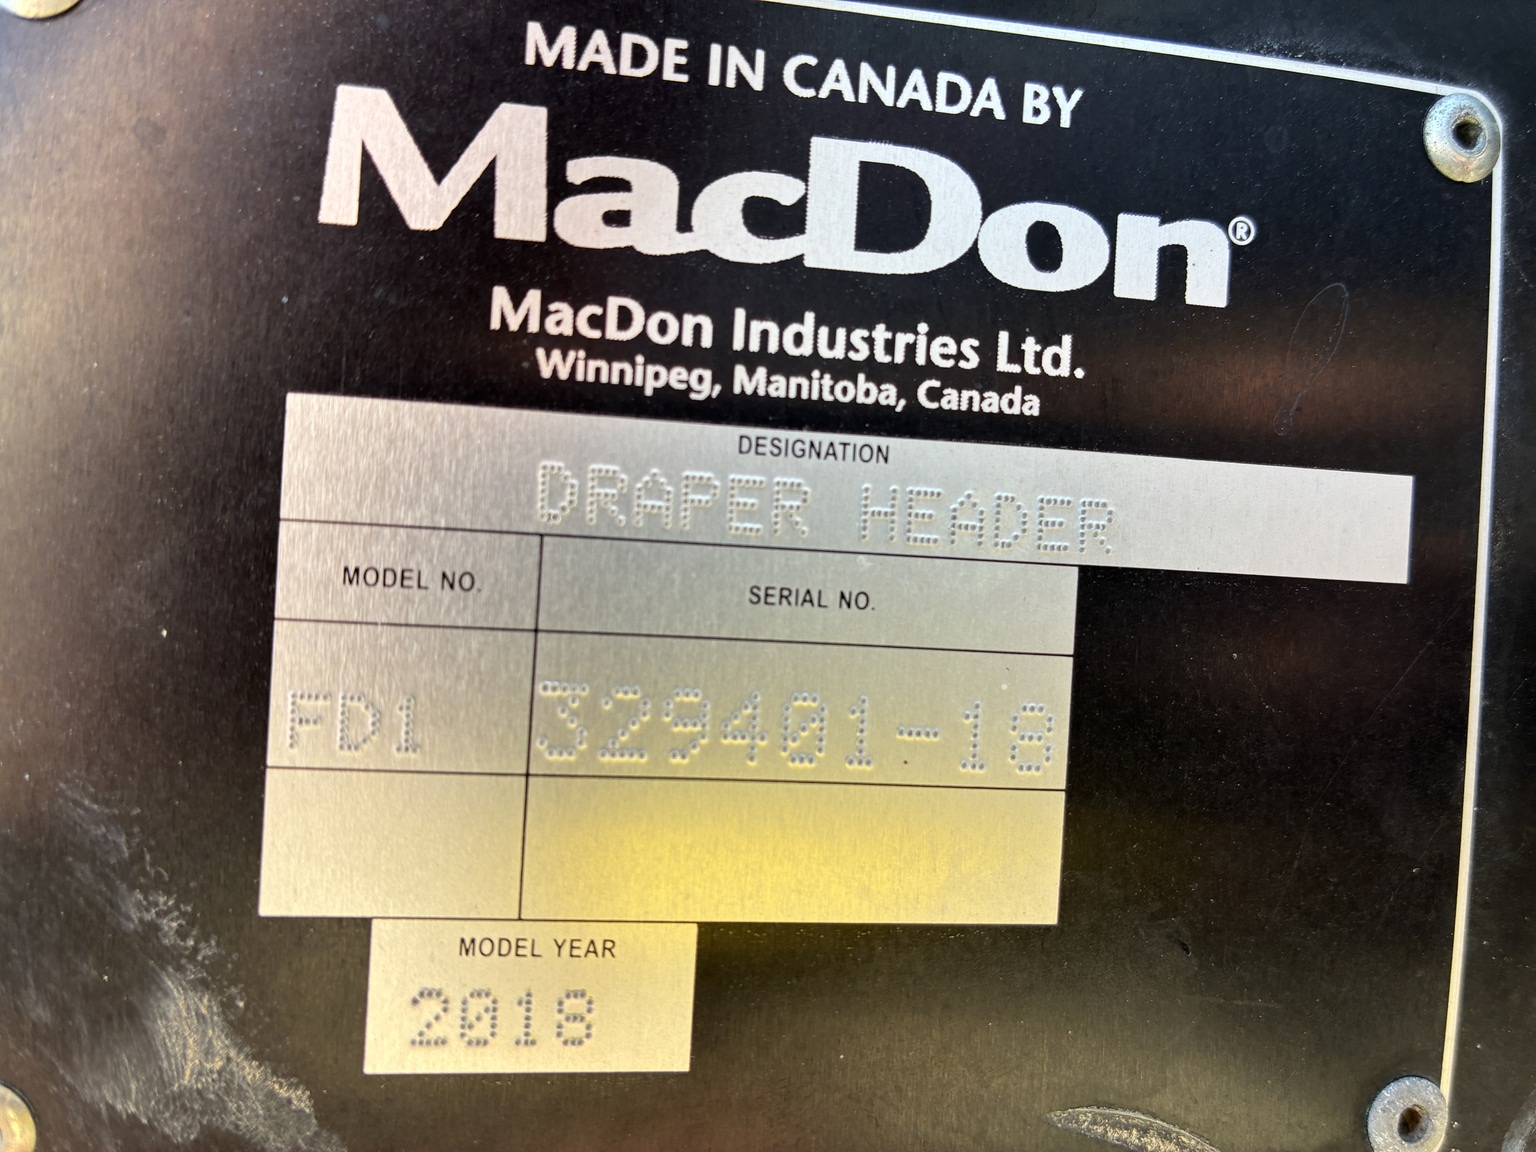 MADE IN CANADA BY
MacDon®
MacDon Industries Ltd.
Winnipeg, Manitoba, Canada
DESIGNATION
DRAPER HEADER
MODEL NO. SERIAL NO.
FD1 329401-18
MODEL YEAR
2018